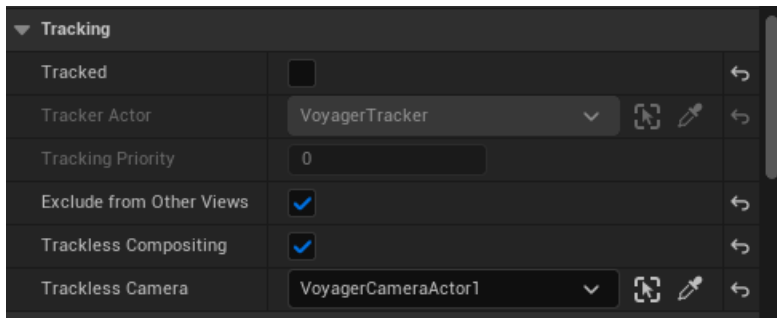 Tracking
Tracked
Tracker Actor VoyagerTracker
Tracking Priority 0
Exclude from Other Views
Trackless Compositing
Trackless Camera VoyagerCameraActor1